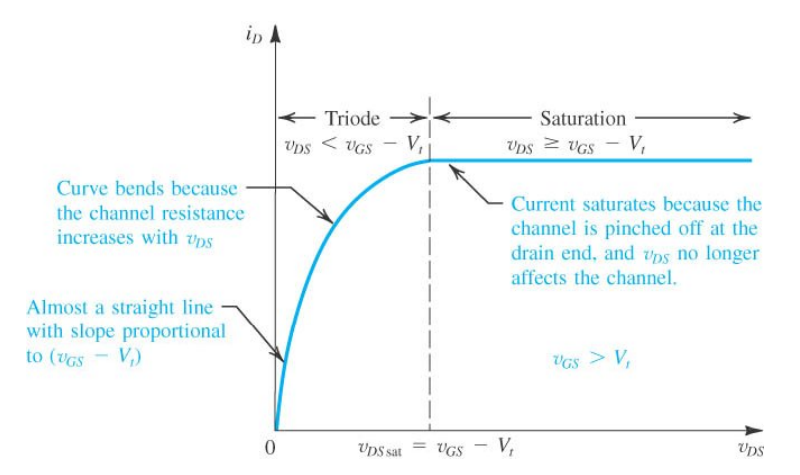 i_D
Triode
Saturation
v_DS < v_GS − V_t
v_DS ≥ v_GS − V_t
Curve bends because
the channel resistance
increases with v_DS
Current saturates because the
channel is pinched off at the
drain end, and v_DS no longer
affects the channel.
Almost a straight line
with slope proportional
to (v_GS − V_t)
v_GS > V_t
0
v_DS sat = v_GS − V_t
v_DS